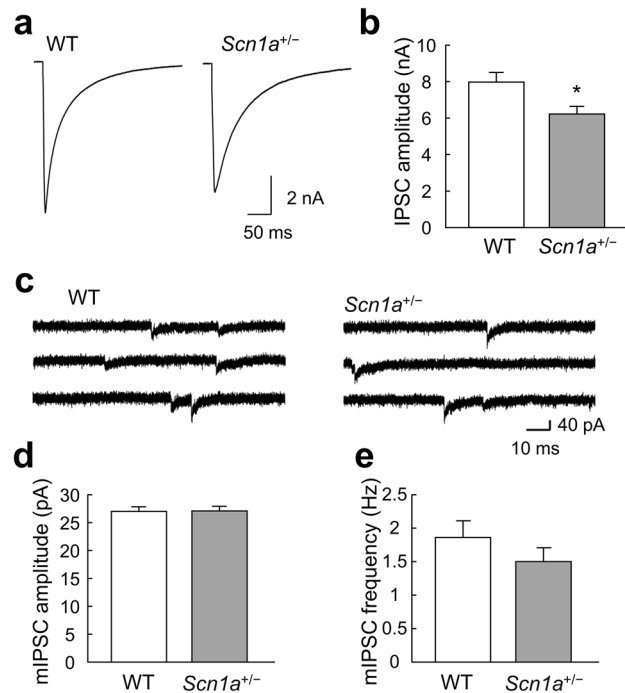 a
WT
Scn1a+/−
2 nA
50 ms
b
IPSC amplitude (nA)
10
8
6
4
2
0
*
WT
Scn1a+/−
c
WT
Scn1a+/−
40 pA
10 ms
d
mIPSC amplitude (pA)
30
25
20
15
10
5
0
WT
Scn1a+/−
e
mIPSC frequency (Hz)
2.5
2
1.5
1
0.5
0
WT
Scn1a+/−